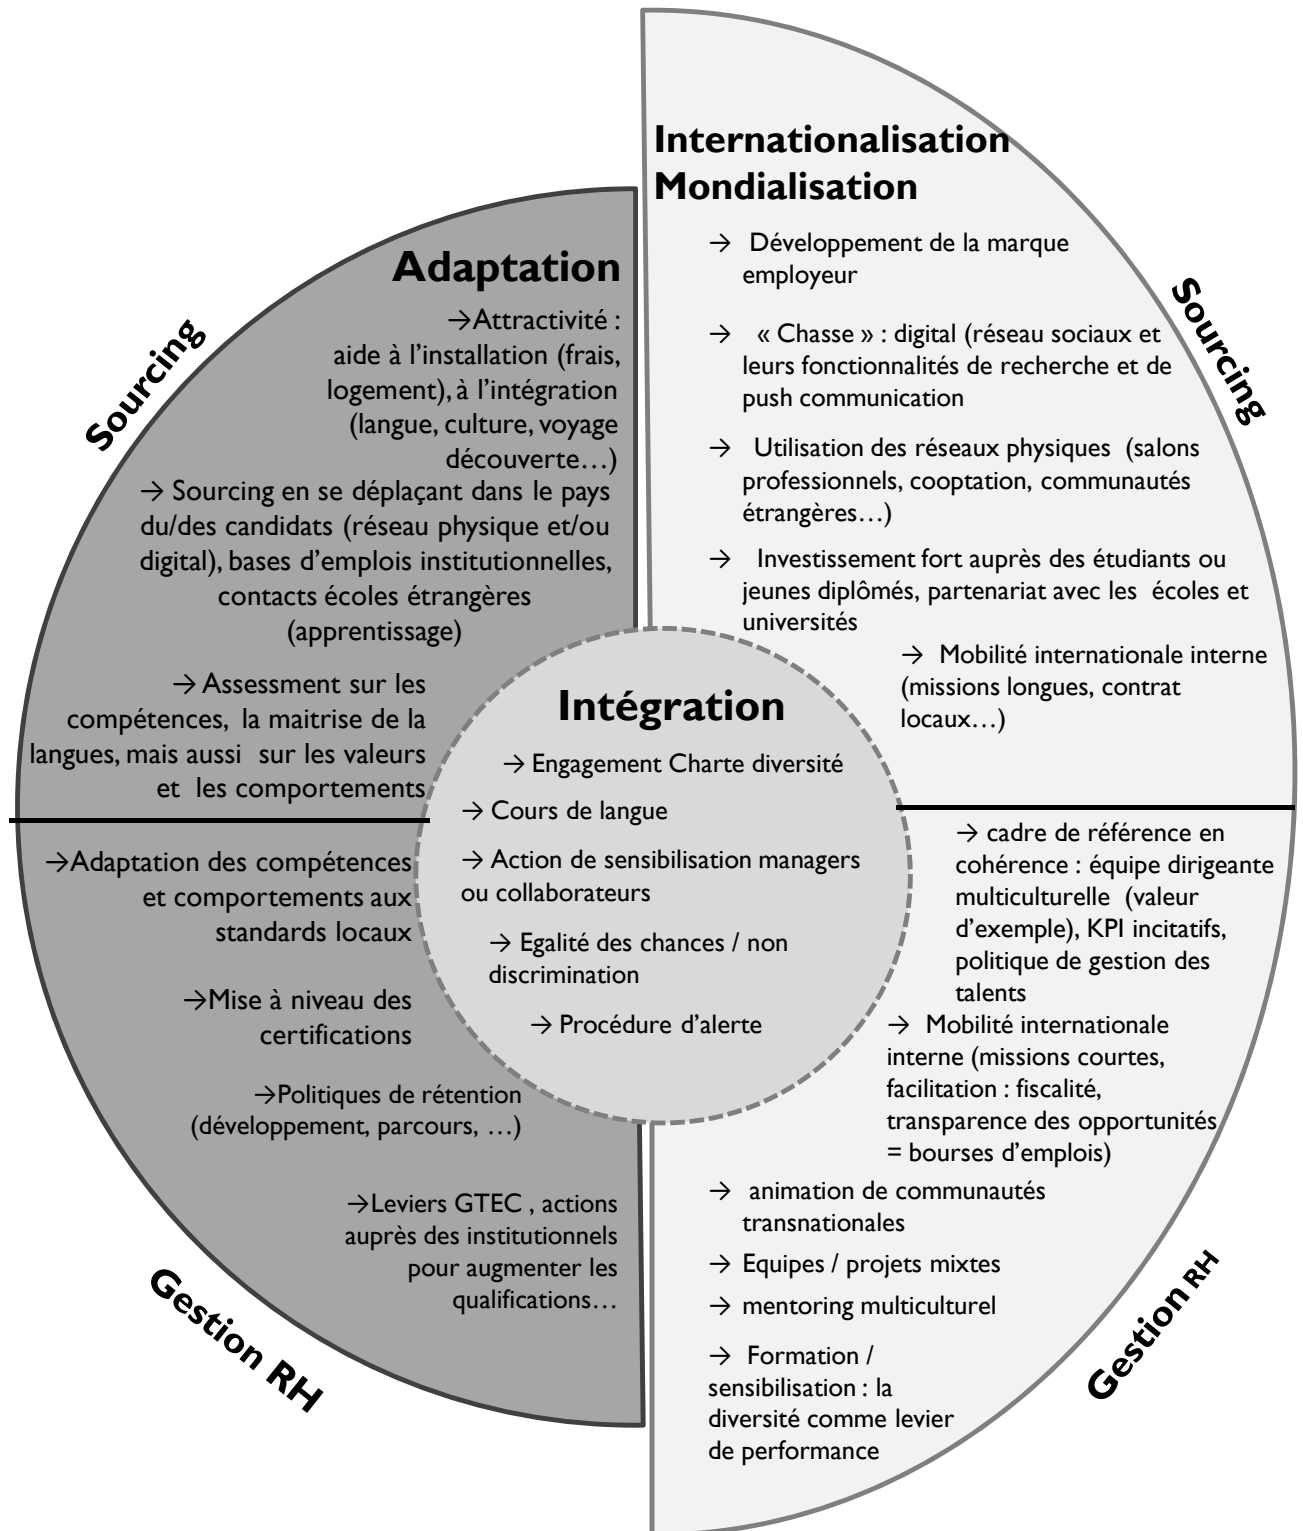 Internationalisation
Mondialisation
→ Développement de la marque
employeur
→ « Chasse » : digital (réseau sociaux et
leurs fonctionnalités de recherche et de
push communication
→ Utilisation des réseaux physiques (salons
professionnels, cooptation, communautés
étrangères…)
→ Investissement fort auprès des étudiants ou
jeunes diplômés, partenariat avec les écoles et
universités
→ Mobilité internationale interne
(missions longues, contrat
locaux…)
Sourcing
Adaptation
→Attractivité :
aide à l’installation (frais,
logement), à l’intégration
(langue, culture, voyage
découverte…)
→ Sourcing en se déplaçant dans le pays
du/des candidats (réseau physique et/ou
digital), bases d’emplois institutionnelles,
contacts écoles étrangères
(apprentissage)
→ Assessment sur les
compétences, la maitrise de la
langues, mais aussi sur les valeurs
et les comportements
Sourcing
Intégration
→ Engagement Charte diversité
→ Cours de langue
→ Action de sensibilisation managers
ou collaborateurs
→ Egalité des chances / non
discrimination
→ Procédure d’alerte
→Adaptation des compétences
et comportements aux
standards locaux
→Mise à niveau des
certifications
→Politiques de rétention
(développement, parcours, …)
→Leviers GTEC , actions
auprès des institutionnels
pour augmenter les
qualifications…
Gestion RH
→ cadre de référence en
cohérence : équipe dirigeante
multiculturelle (valeur
d’exemple), KPI incitatifs,
politique de gestion des
talents
→ Mobilité internationale
interne (missions courtes,
facilitation : fiscalité,
transparence des opportunités
= bourses d’emplois)
→ animation de communautés
transnationales
→ Equipes / projets mixtes
→ mentoring multiculturel
→ Formation /
sensibilisation : la
diversité comme levier
de performance
Gestion RH